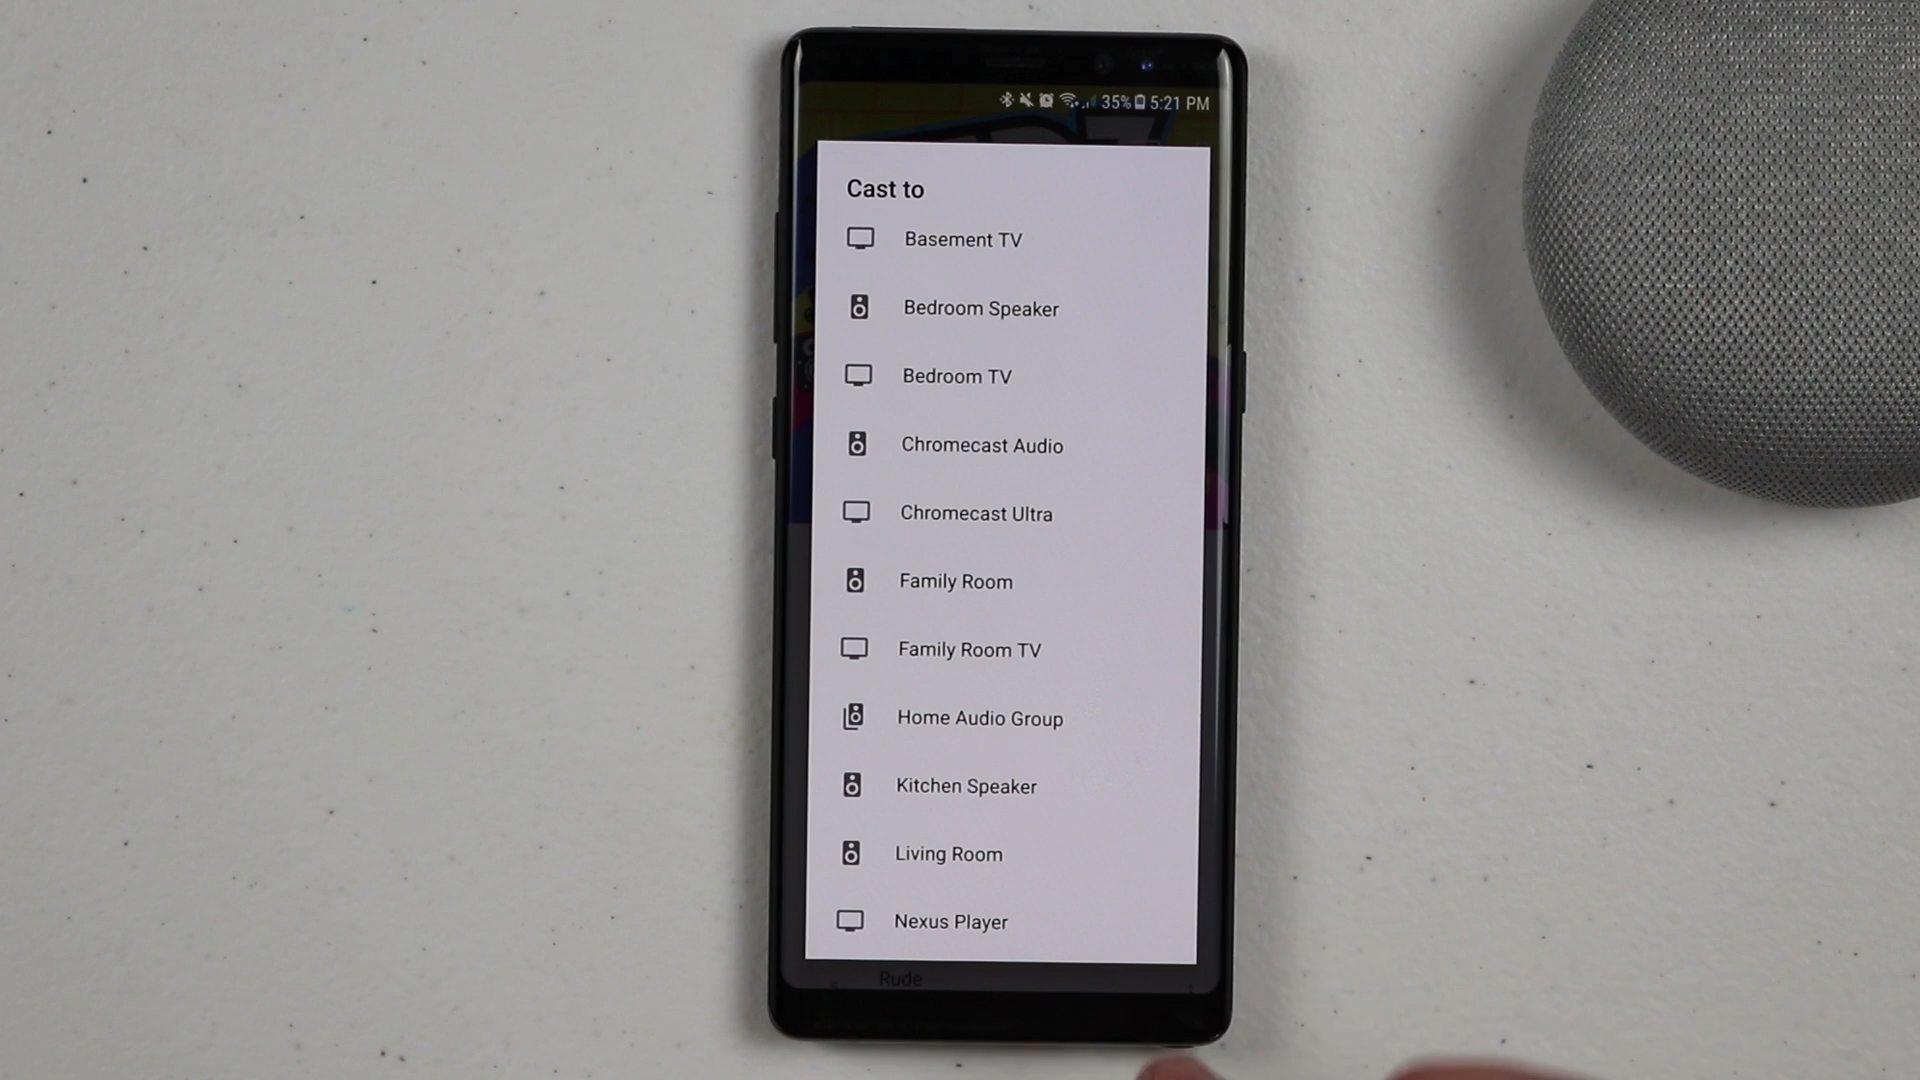 35% 5:21 PM
Cast to
Basement TV
Bedroom Speaker
Bedroom TV
Chromecast Audio
Chromecast Ultra
Family Room
Family Room TV
Home Audio Group
Kitchen Speaker
Living Room
Nexus Player
Rude